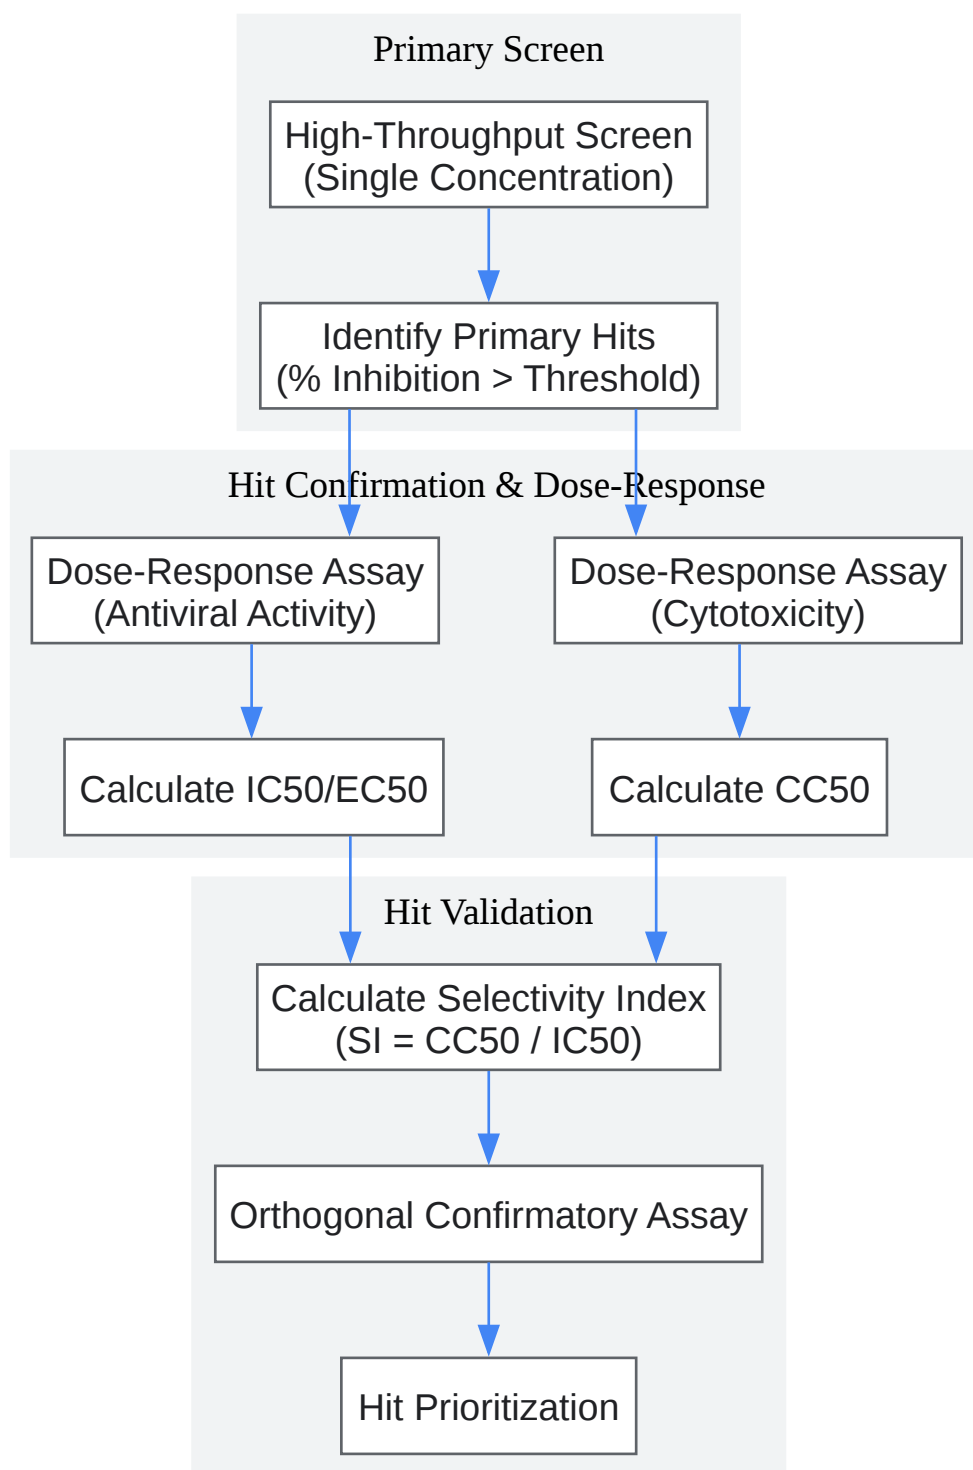 Primary Screen
High-Throughput Screen
(Single Concentration)
Identify Primary Hits
(% Inhibition > Threshold)
Hit Confirmation & Dose-Response
Dose-Response Assay
(Antiviral Activity)
Dose-Response Assay
(Cytotoxicity)
Calculate IC50/EC50
Calculate CC50
Hit Validation
Calculate Selectivity Index
(SI = CC50 / IC50)
Orthogonal Confirmatory Assay
Hit Prioritization